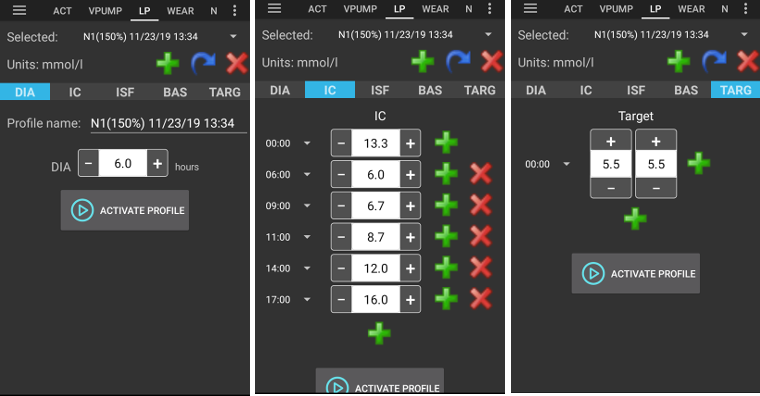 ACT VPUMP LP WEAR N
Selected: N1(150%) 11/23/19 13:34
Units: mmol/l
DIA IC ISF BAS TARG
Profile name: N1(150%) 11/23/19 13:34
DIA − 6.0 + hours
ACTIVATE PROFILE
ACT VPUMP LP WEAR N
Selected: N1(150%) 11/23/19 13:34
Units: mmol/l
DIA IC ISF BAS TARG
IC
00:00 − 13.3 +
06:00 − 6.0 +
09:00 − 6.7 +
11:00 − 8.7 +
14:00 − 12.0 +
17:00 − 16.0 +
ACTIVATE PROFILE
ACT VPUMP LP WEAR N
Selected: N1(150%) 11/23/19 13:34
Units: mmol/l
DIA IC ISF BAS TARG
Target
+ +
00:00 5.5 5.5
− −
ACTIVATE PROFILE